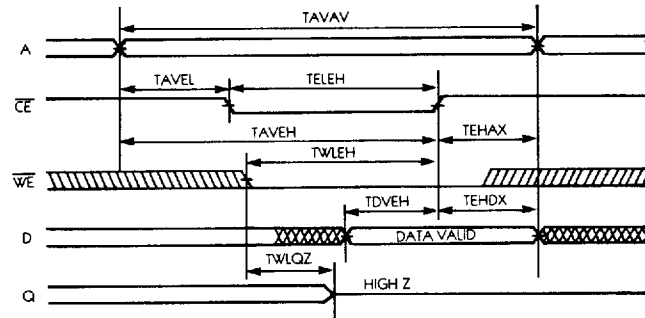 TAVAV
A
TAVEL
TELEH
CE
TAVEH
TEHAX
TWLEH
WE
TDVEH
TEHDX
D
DATA VALID
TWLQZ
HIGH Z
Q